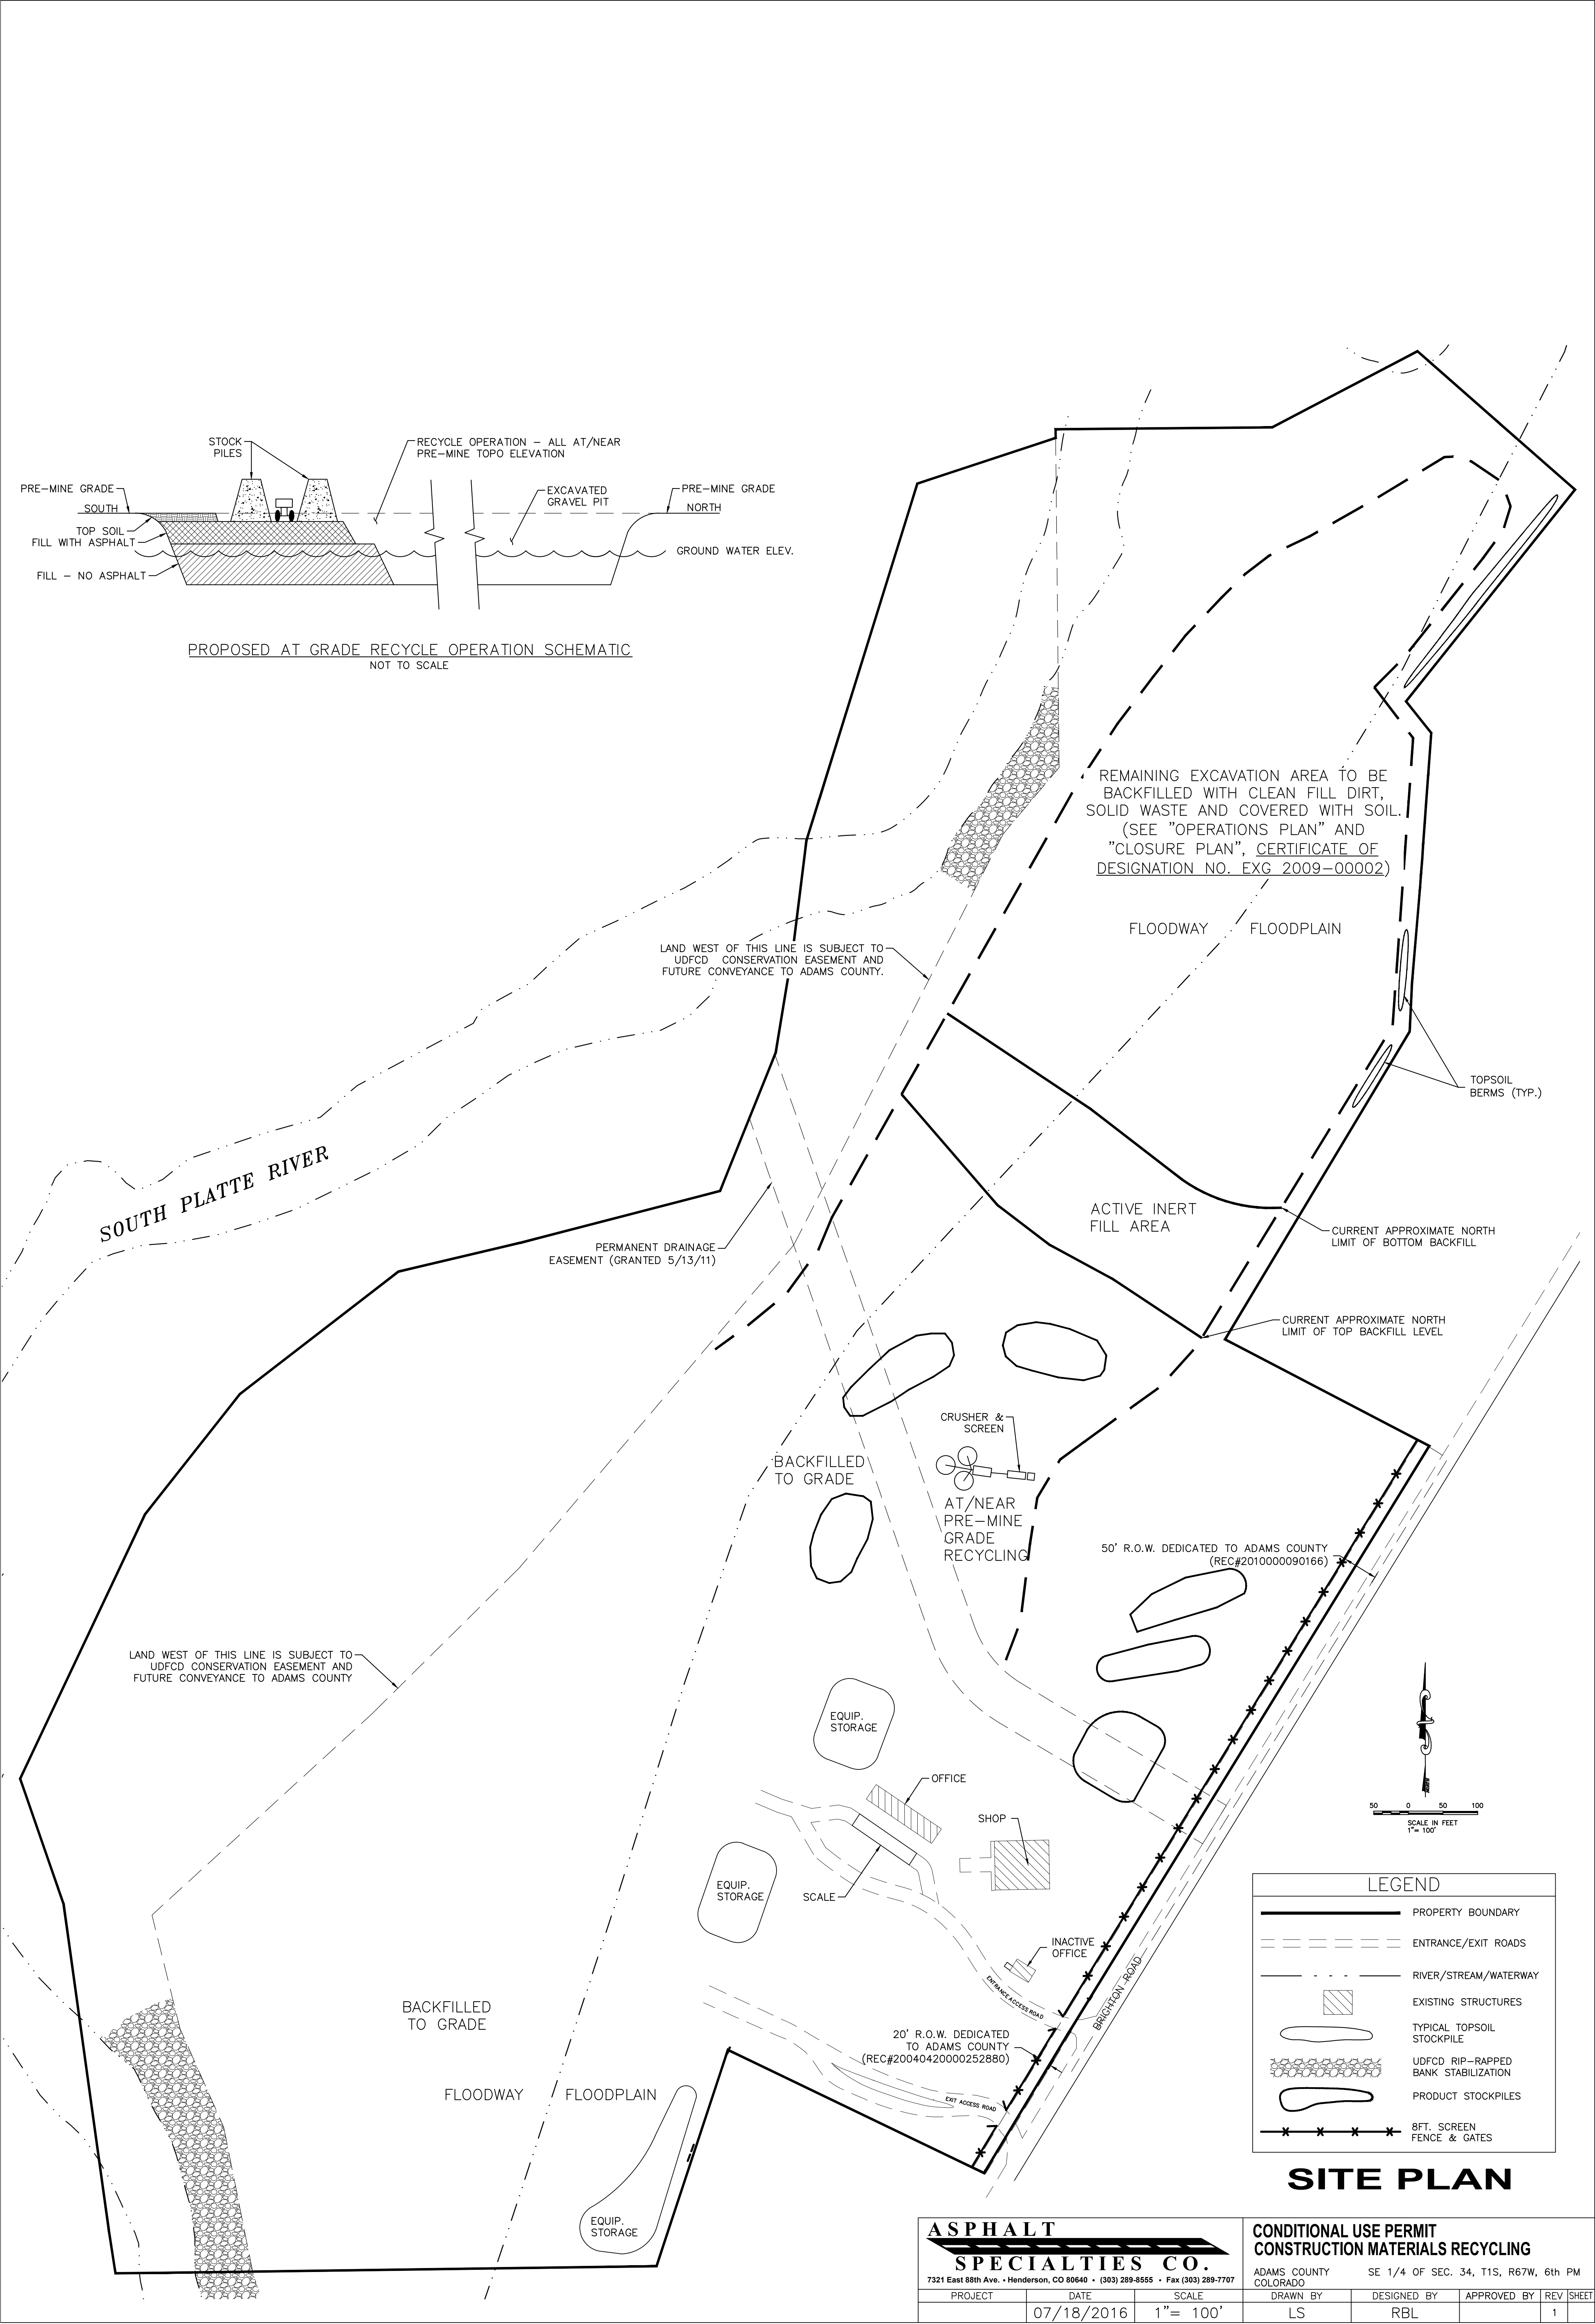 STOCK
PILES
RECYCLE OPERATION – ALL AT/NEAR
PRE–MINE TOPO ELEVATION
PRE–MINE GRADE
SOUTH
TOP SOIL
FILL WITH ASPHALT
FILL – NO ASPHALT
EXCAVATED
GRAVEL PIT
PRE–MINE GRADE
NORTH
GROUND WATER ELEV.
PROPOSED AT GRADE RECYCLE OPERATION SCHEMATIC
NOT TO SCALE
REMAINING EXCAVATION AREA TO BE
BACKFILLED WITH CLEAN FILL DIRT,
SOLID WASTE AND COVERED WITH SOIL.
(SEE "OPERATIONS PLAN" AND
"CLOSURE PLAN", CERTIFICATE OF
DESIGNATION NO. EXG 2009–00002)
FLOODWAY FLOODPLAIN
LAND WEST OF THIS LINE IS SUBJECT TO
UDFCD CONSERVATION EASEMENT AND
FUTURE CONVEYANCE TO ADAMS COUNTY.
TOPSOIL
BERMS (TYP.)
SOUTH PLATTE RIVER
ACTIVE INERT
FILL AREA
CURRENT APPROXIMATE NORTH
LIMIT OF BOTTOM BACKFILL
PERMANENT DRAINAGE
EASEMENT (GRANTED 5/13/11)
CURRENT APPROXIMATE NORTH
LIMIT OF TOP BACKFILL LEVEL
CRUSHER &
SCREEN
BACKFILLED
TO GRADE
AT/NEAR
PRE–MINE
GRADE
RECYCLING
50' R.O.W. DEDICATED TO ADAMS COUNTY
(REC#2010000090166)
LAND WEST OF THIS LINE IS SUBJECT TO
UDFCD CONSERVATION EASEMENT AND
FUTURE CONVEYANCE TO ADAMS COUNTY
EQUIP.
STORAGE
OFFICE
SHOP
EQUIP.
STORAGE
SCALE
INACTIVE
OFFICE
ENTRANCE ACCESS ROAD
BRIGHTON ROAD
BACKFILLED
TO GRADE
20' R.O.W. DEDICATED
TO ADAMS COUNTY
(REC#20040420000252880)
EXIT ACCESS ROAD
FLOODWAY FLOODPLAIN
EQUIP.
STORAGE
NORTH
50 0 50 100
SCALE IN FEET
1"= 100'
LEGEND
PROPERTY BOUNDARY
ENTRANCE/EXIT ROADS
RIVER/STREAM/WATERWAY
EXISTING STRUCTURES
TYPICAL TOPSOIL
STOCKPILE
UDFCD RIP–RAPPED
BANK STABILIZATION
PRODUCT STOCKPILES
8FT. SCREEN
FENCE & GATES
SITE PLAN
ASPHALT
SPECIALTIES CO.
7321 East 88th Ave. • Henderson, CO 80640 • (303) 289-8555 • Fax (303) 289-7707
CONDITIONAL USE PERMIT
CONSTRUCTION MATERIALS RECYCLING
ADAMS COUNTY SE 1/4 OF SEC. 34, T1S, R67W, 6th PM
COLORADO
PROJECT DATE SCALE DRAWN BY DESIGNED BY APPROVED BY REV SHEET
07/18/2016 1"= 100' LS RBL 1